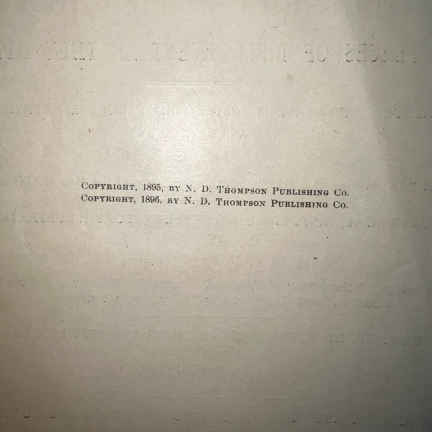 Copyright, 1895, by N. D. Thompson Publishing Co.
Copyright, 1896, by N. D. Thompson Publishing Co.